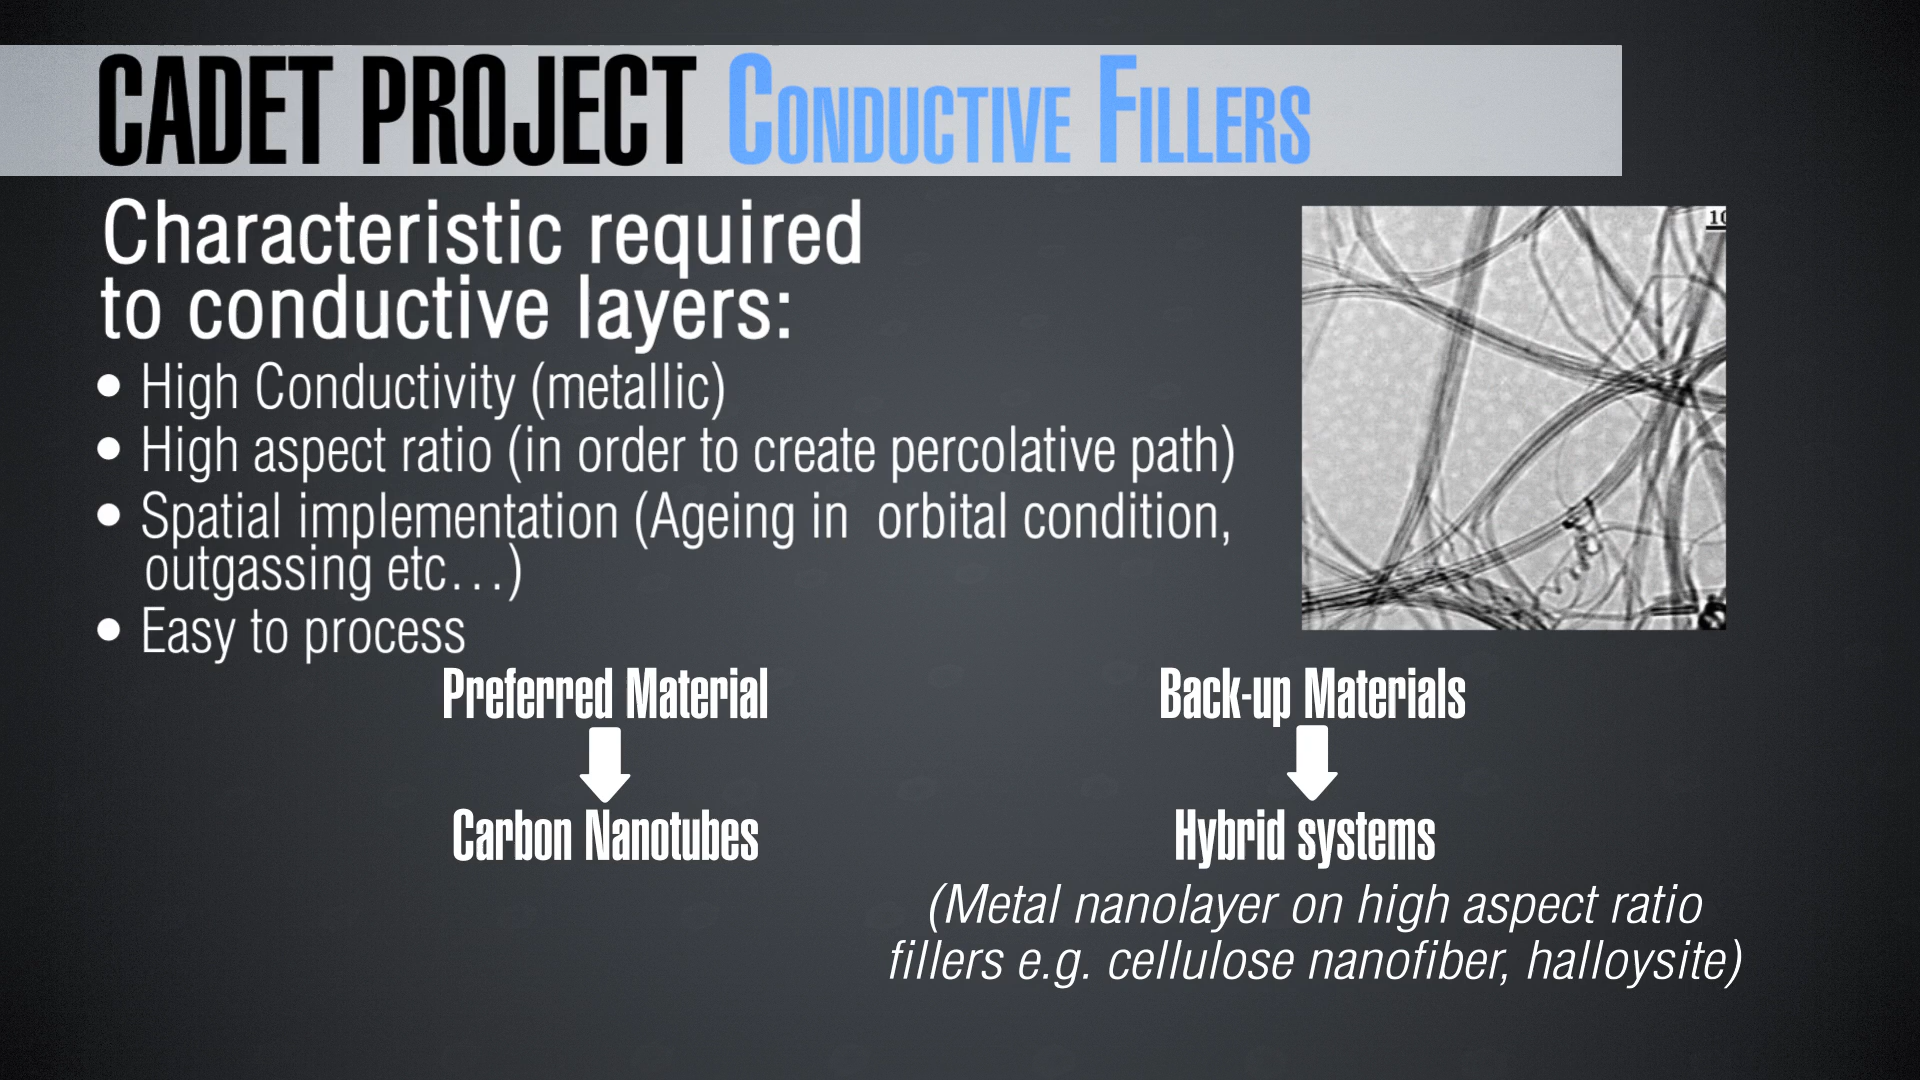 CADET PROJECT Conductive Fillers
Characteristic required
to conductive layers:
• High Conductivity (metallic)
• High aspect ratio (in order to create percolative path)
• Spatial implementation (Ageing in  orbital condition,
outgassing etc…)
• Easy to process
10
Preferred Material
Back-up Materials
Carbon Nanotubes
Hybrid systems
(Metal nanolayer on high aspect ratio
fillers e.g. cellulose nanofiber, halloysite)